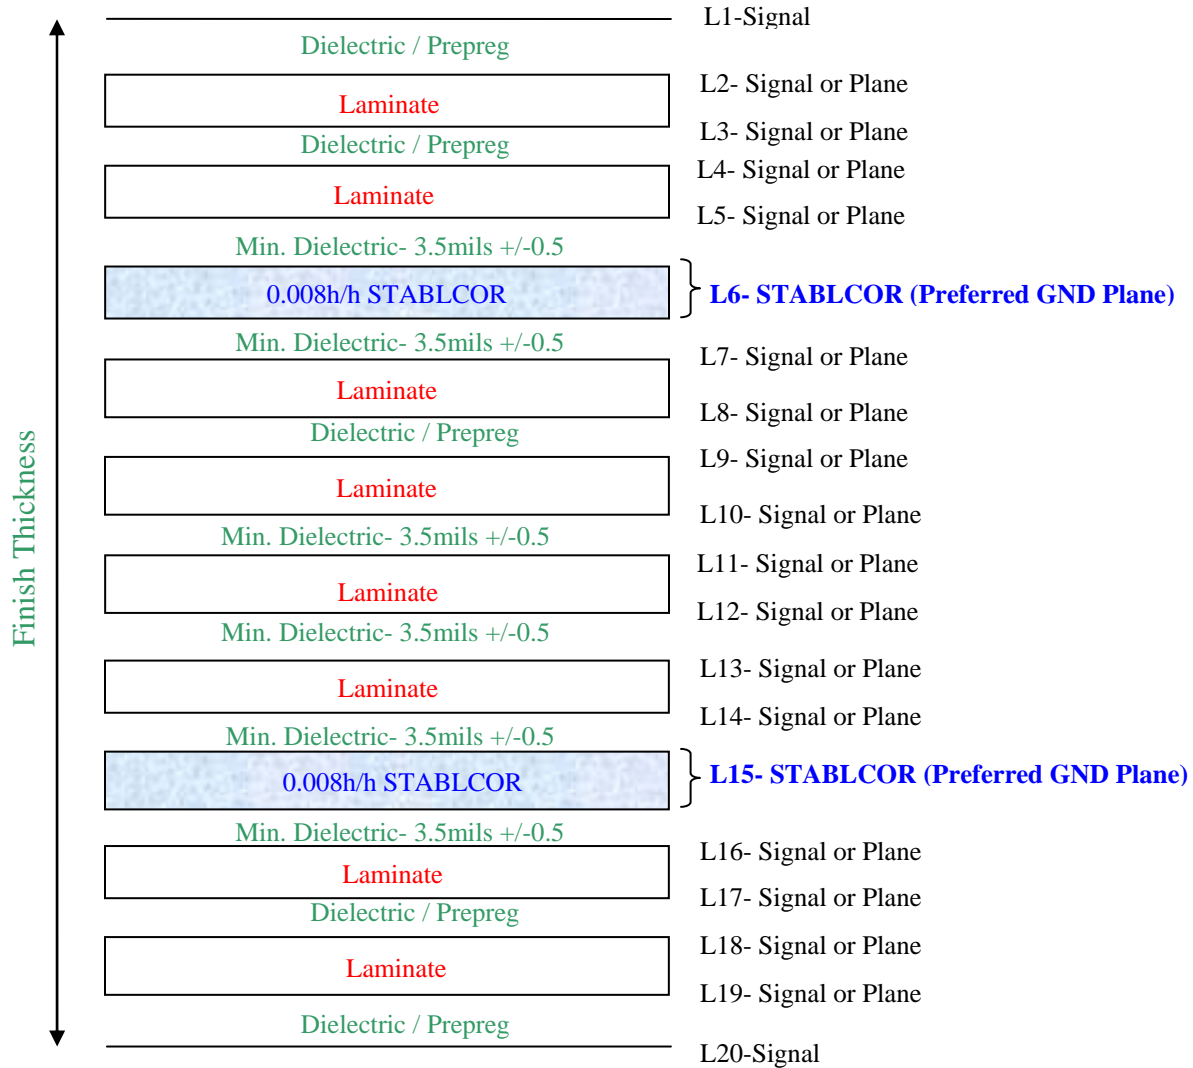 L1-Signal
Dielectric / Prepreg
L2- Signal or Plane
Laminate
L3- Signal or Plane
Dielectric / Prepreg
L4- Signal or Plane
Laminate
L5- Signal or Plane
Min. Dielectric- 3.5mils +/-0.5
0.008h/h STABLCOR
L6- STABLCOR (Preferred GND Plane)
Min. Dielectric- 3.5mils +/-0.5
L7- Signal or Plane
Laminate
L8- Signal or Plane
Dielectric / Prepreg
L9- Signal or Plane
Laminate
L10- Signal or Plane
Min. Dielectric- 3.5mils +/-0.5
L11- Signal or Plane
Laminate
L12- Signal or Plane
Min. Dielectric- 3.5mils +/-0.5
L13- Signal or Plane
Laminate
L14- Signal or Plane
Min. Dielectric- 3.5mils +/-0.5
0.008h/h STABLCOR
L15- STABLCOR (Preferred GND Plane)
Min. Dielectric- 3.5mils +/-0.5
L16- Signal or Plane
Laminate
L17- Signal or Plane
Dielectric / Prepreg
L18- Signal or Plane
Laminate
L19- Signal or Plane
Dielectric / Prepreg
L20-Signal
Finish Thickness